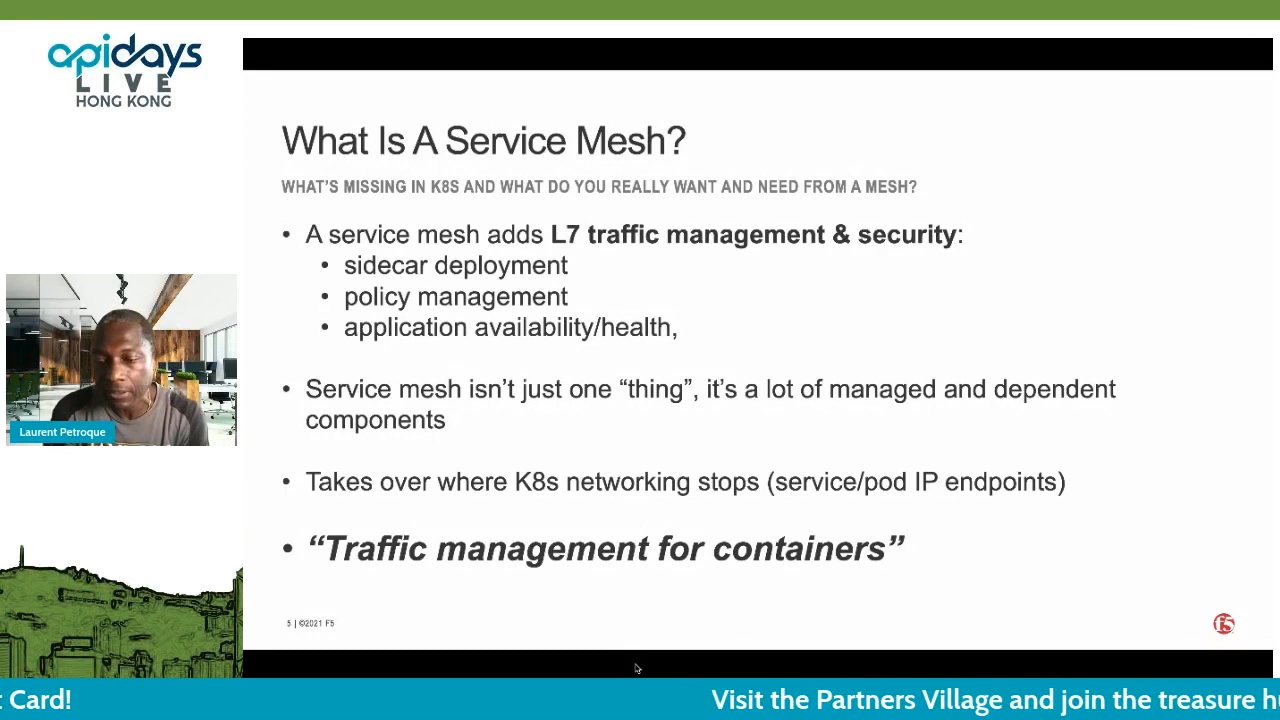 apidays
LIVE
HONG KONG
What Is A Service Mesh?
WHAT'S MISSING IN K8S AND WHAT DO YOU REALLY WANT AND NEED FROM A MESH?
• A service mesh adds L7 traffic management & security:
• sidecar deployment
• policy management
• application availability/health,
• Service mesh isn't just one “thing”, it's a lot of managed and dependent
components
• Takes over where K8s networking stops (service/pod IP endpoints)
• “Traffic management for containers”
Laurent Petroque
5 | ©2021 F5
f5
t Card!
Visit the Partners Village and join the treasure hu